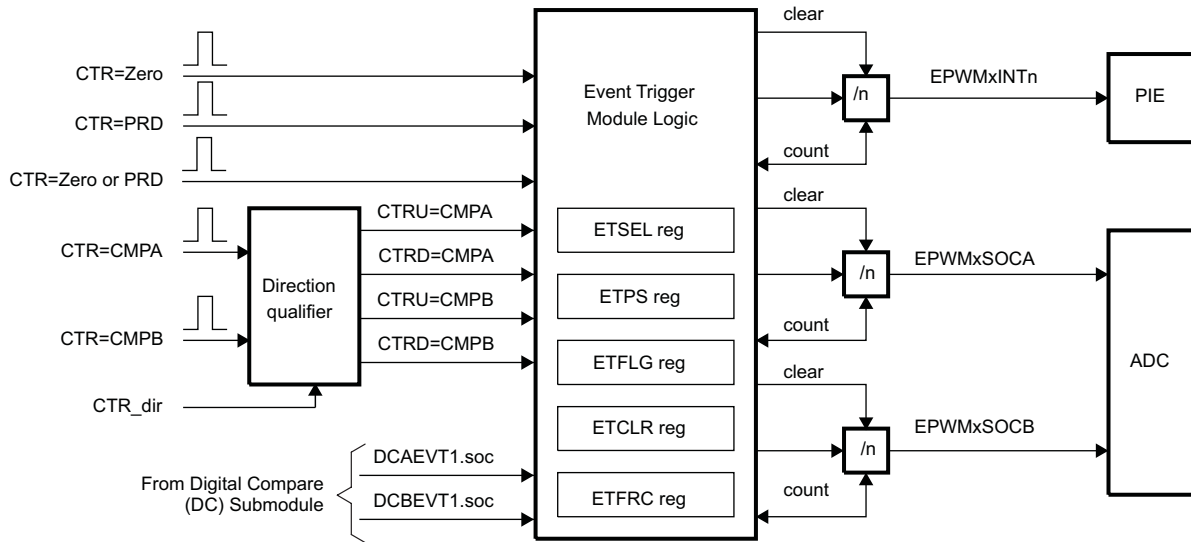 CTR=Zero
CTR=PRD
CTR=Zero or PRD
CTR=CMPA
CTR=CMPB
CTR_dir
Direction
qualifier
CTRU=CMPA
CTRD=CMPA
CTRU=CMPB
CTRD=CMPB
From Digital Compare
(DC) Submodule
DCAEVT1.soc
DCBEVT1.soc
Event Trigger
Module Logic
ETSEL reg
ETPS reg
ETFLG reg
ETCLR reg
ETFRC reg
clear
/n
count
EPWMxINTn
PIE
clear
/n
count
EPWMxSOCA
clear
/n
count
EPWMxSOCB
ADC